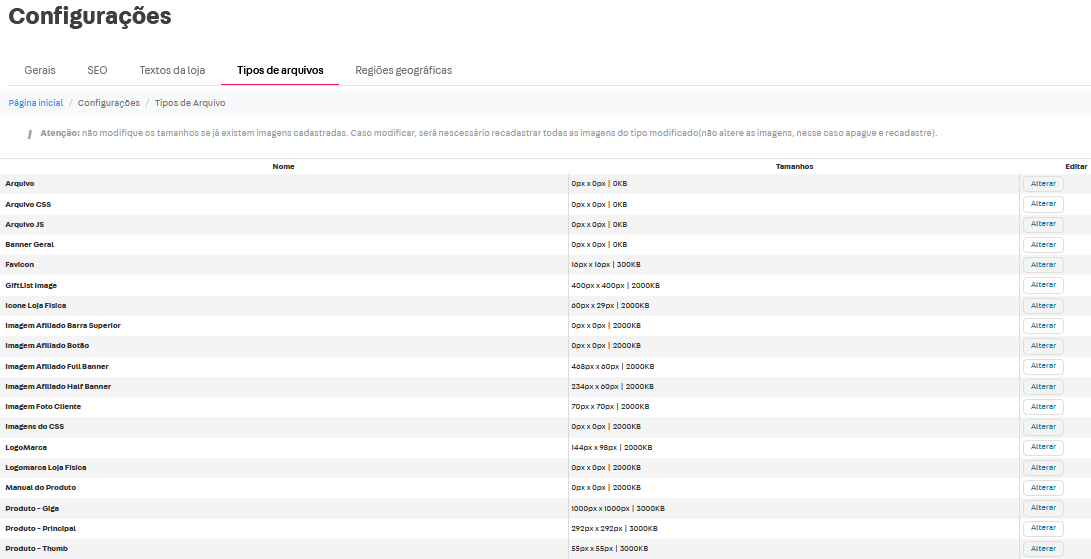 Configurações
Gerais SEO Textos da loja Tipos de arquivos Regiões geográficas
Página inicial / Configurações / Tipos de Arquivo
Atenção: não modifique os tamanhos se já existem imagens cadastradas. Caso modificar, será nescessário recadastrar todas as imagens do tipo modificado(não altere as imagens, nesse caso apague e recadastre).
Nome Tamanhos Editar
Arquivo 0px x 0px | 0KB Alterar
Arquivo CSS 0px x 0px | 0KB Alterar
Arquivo JS 0px x 0px | 0KB Alterar
Banner Geral 0px x 0px | 0KB Alterar
Favicon 16px x 16px | 300KB Alterar
GiftList Image 400px x 400px | 2000KB Alterar
Icone Loja Fisica 60px x 29px | 2000KB Alterar
Imagem Afiliado Barra Superior 0px x 0px | 2000KB Alterar
Imagem Afiliado Botão 0px x 0px | 2000KB Alterar
Imagem Afiliado Full Banner 468px x 60px | 2000KB Alterar
Imagem Afiliado Half Banner 234px x 60px | 2000KB Alterar
Imagem Foto Cliente 70px x 70px | 2000KB Alterar
Imagens do CSS 0px x 0px | 2000KB Alterar
LogoMarca 144px x 98px | 2000KB Alterar
Logomarca Loja Fisica 0px x 0px | 2000KB Alterar
Manual do Produto 0px x 0px | 2000KB Alterar
Produto - Giga 1000px x 1000px | 3000KB Alterar
Produto - Principal 292px x 292px | 3000KB Alterar
Produto - Thumb 55px x 55px | 3000KB Alterar